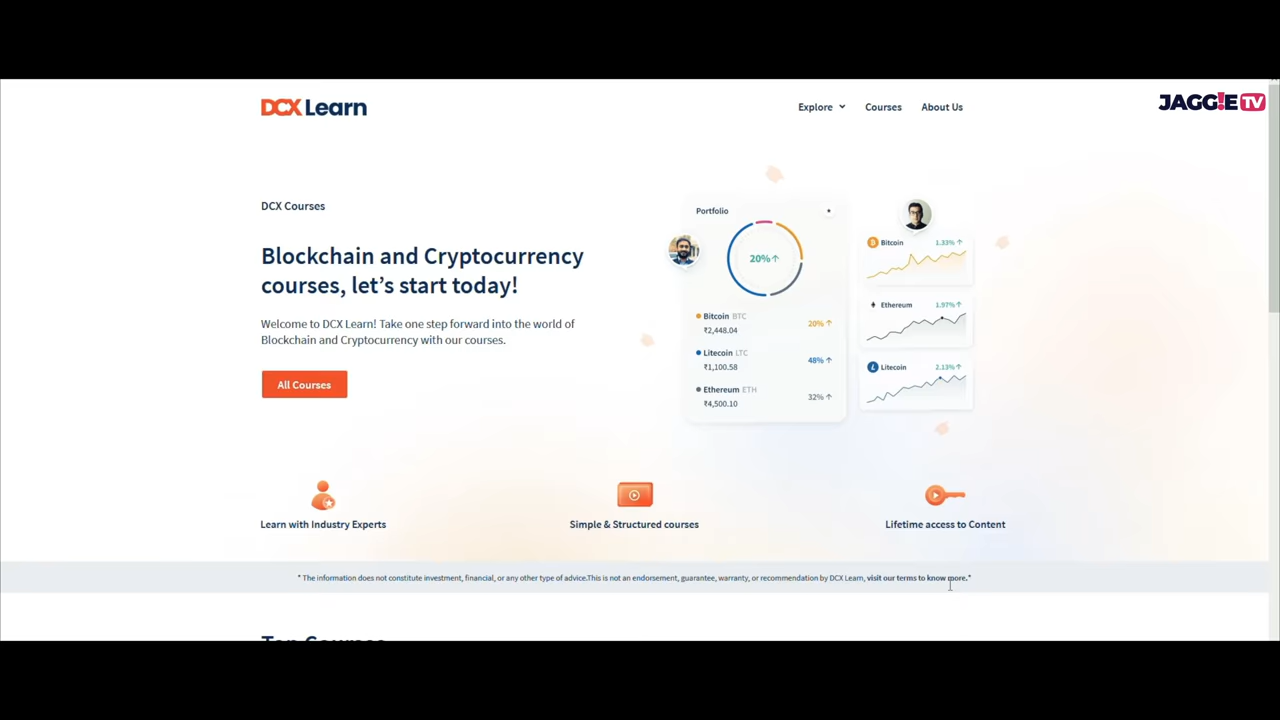 DCX Learn
Explore
Courses
About Us
JAGG!E TV
DCX Courses
Blockchain and Cryptocurrency
courses, let's start today!
Welcome to DCX Learn! Take one step forward into the world of
Blockchain and Cryptocurrency with our courses.
All Courses
Portfolio
20%↑
Bitcoin BTC
₹2,448.04
20% ↑
Litecoin LTC
₹1,100.58
48% ↑
Ethereum ETH
₹4,500.10
32% ↑
Bitcoin 1.33% ↑
Ethereum 1.97%↑
Litecoin 2.13%↑
Learn with Industry Experts
Simple & Structured courses
Lifetime access to Content
* The information does not constitute investment, financial, or any other type of advice.This is not an endorsement, guarantee, warranty, or recommendation by DCX Learn, visit our terms to know more.*
Top Courses